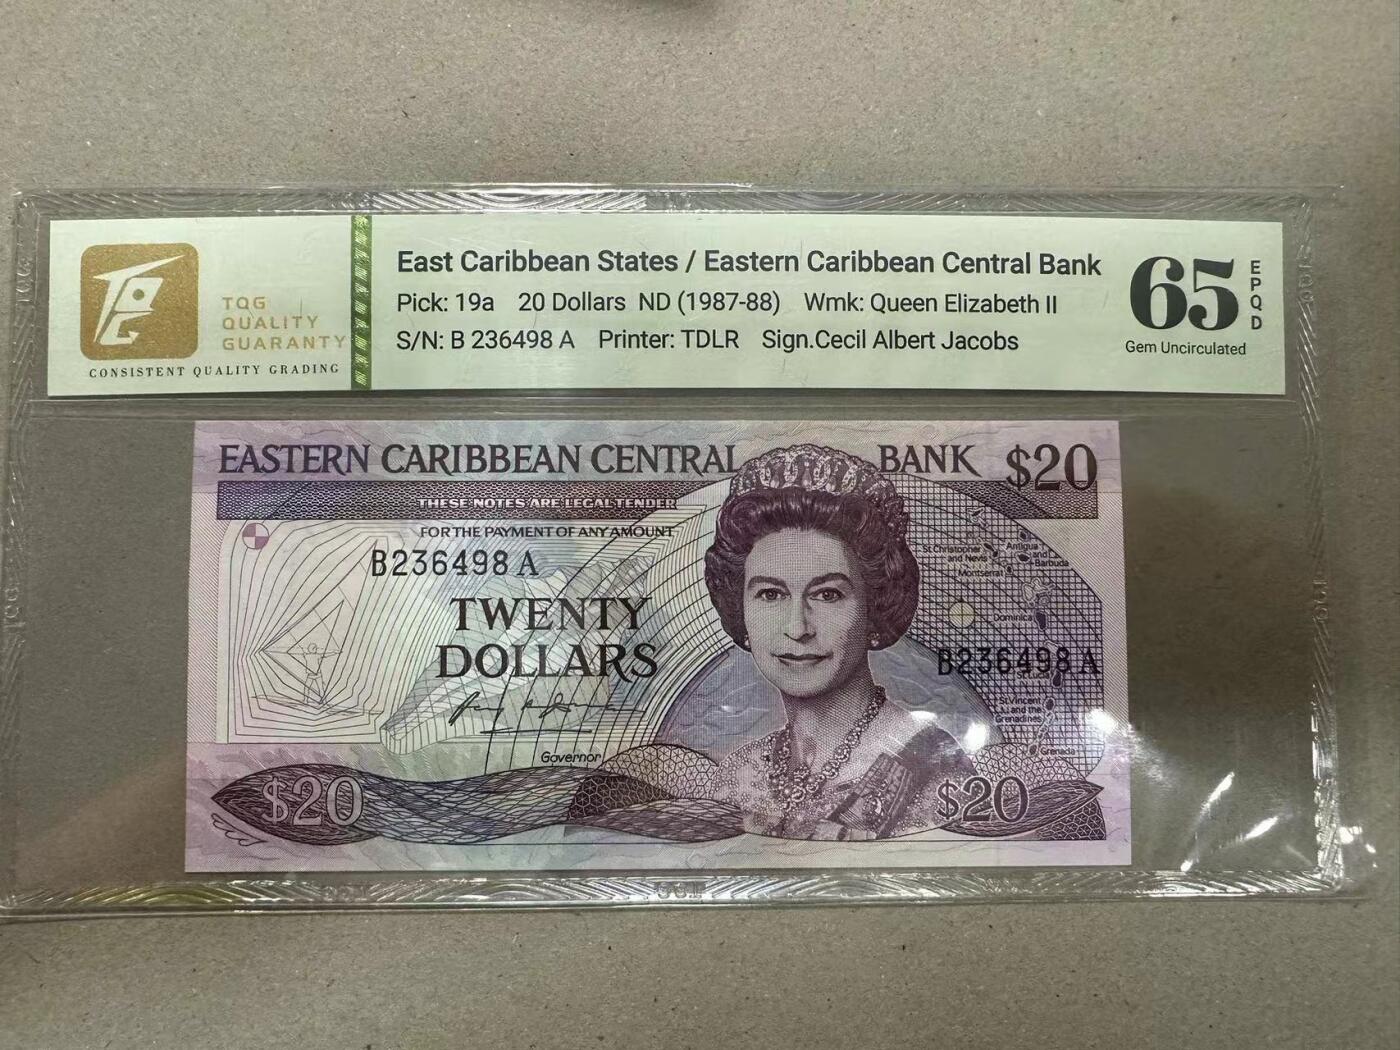 TQG
QUALITY
GUARANTY
CONSISTENT QUALITY GRADING
East Caribbean States / Eastern Caribbean Central Bank
Pick: 19a 20 Dollars ND (1987-88) Wmk: Queen Elizabeth II
S/N: B 236498 A Printer: TDLR Sign.Cecil Albert Jacobs
65
EPQD
Gem Uncirculated
EASTERN CARIBBEAN CENTRAL BANK $20
THESE NOTES ARE LEGAL TENDER
FOR THE PAYMENT OF ANY AMOUNT
B236498 A
TWENTY
DOLLARS
Governor
$20
St Christopher
and Nevis
Antigua
and
Barbuda
Montserrat
Dominica
B236498 A
St Vincent
and the
Grenadines
Grenada
$20